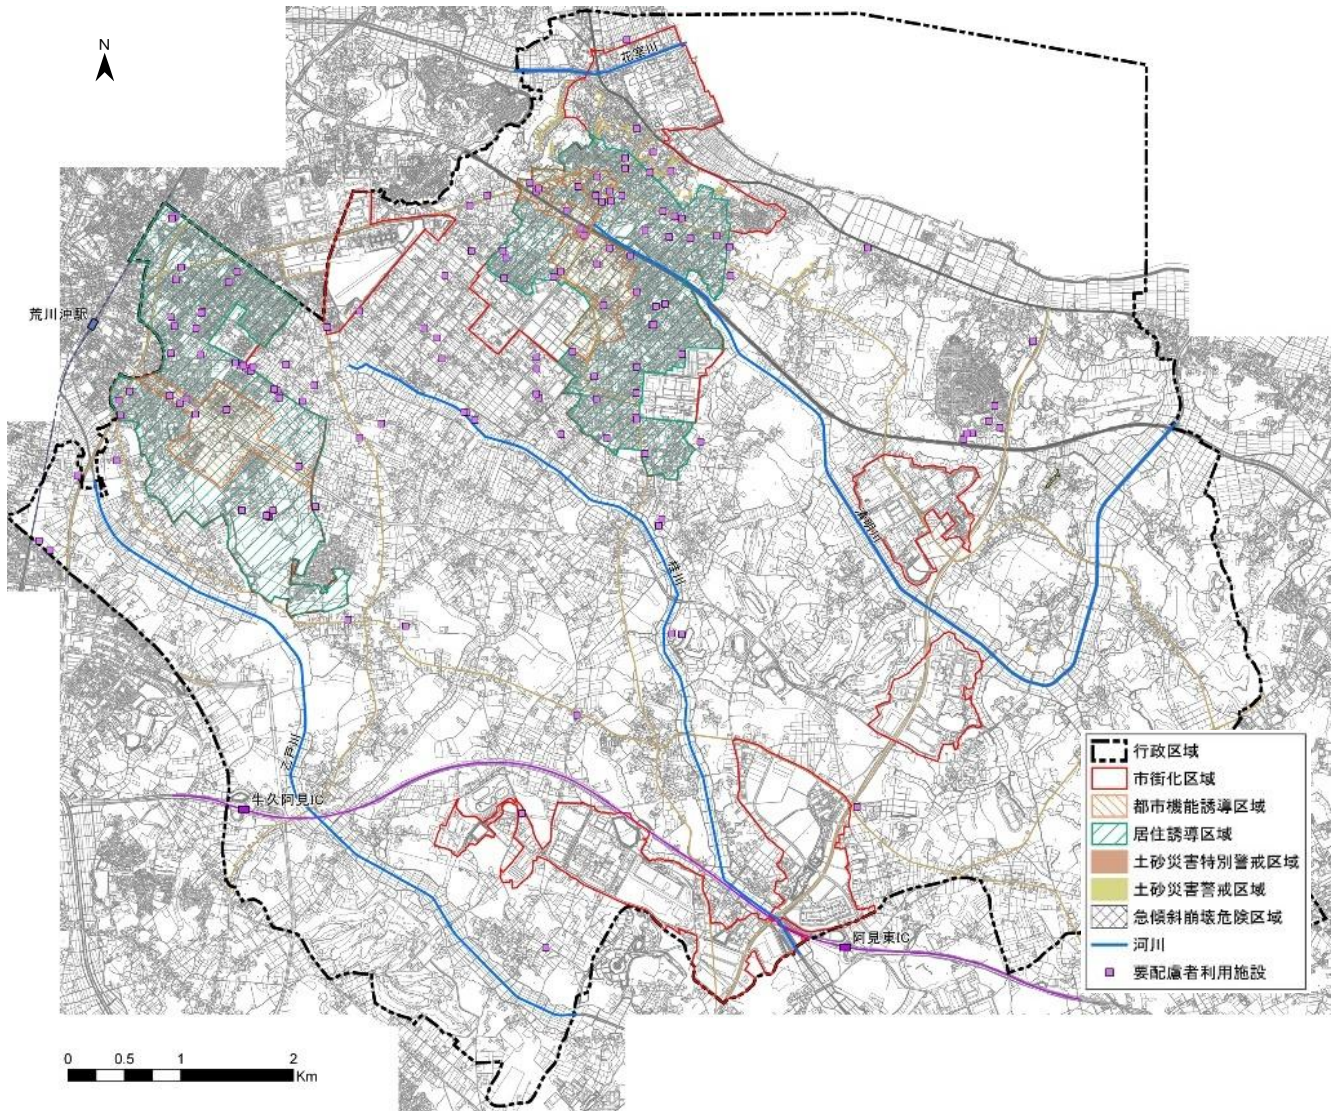 N
花室川
荒川沖駅
清明川
桂川
乙戸川
牛久阿見IC
阿見東IC
行政区域
市街化区域
都市機能誘導区域
居住誘導区域
土砂災害特別警戒区域
土砂災害警戒区域
急傾斜崩壊危険区域
河川
要配慮者利用施設
0 0.5 1 2
Km